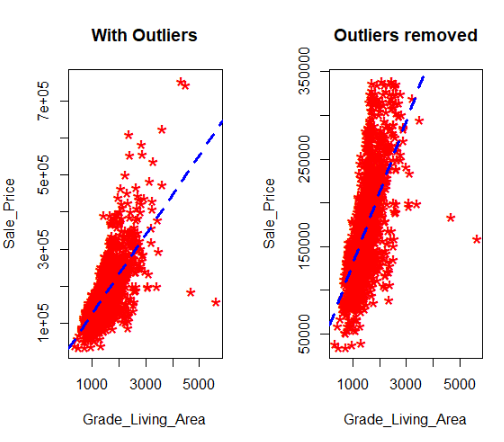 With Outliers
Sale_Price
1e+05
3e+05
5e+05
7e+05
1000
3000
5000
Grade_Living_Area
Outliers removed
Sale_Price
50000
150000
250000
350000
1000
3000
5000
Grade_Living_Area